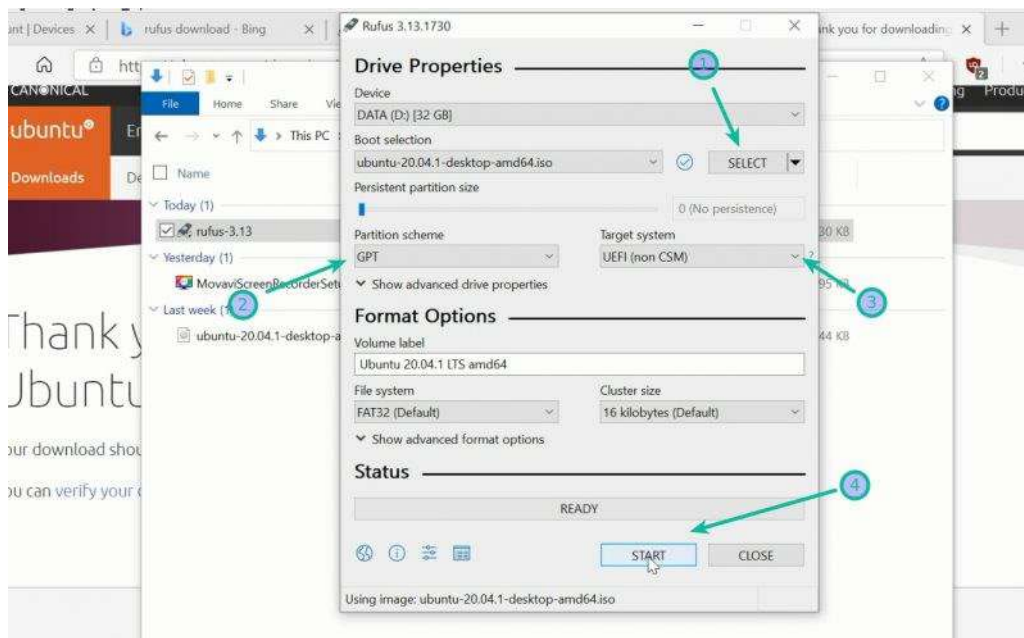 unt | Devices
rufus download - Bing
nk you for downloading
htt
CANONICAL
ubuntu®
Downloads
File Home Share
This PC
Name
Today (1)
rufus-3.13
30 KB
Yesterday (1)
MovaviScreenRecorderSet
95 KB
Last week (1
ubuntu-20.04.1-desktop-a
44 KB
Thank y
Ubuntu
our download shou
ou can verify your
Rufus 3.13.1730
Drive Properties
1
Device
DATA (D:) [32 GB]
Boot selection
ubuntu-20.04.1-desktop-amd64.iso
SELECT
Persistent partition size
0 (No persistence)
Partition scheme
Target system
GPT
UEFI (non CSM)
?
2
3
Show advanced drive properties
Format Options
Volume label
Ubuntu 20.04.1 LTS amd64
File system
Cluster size
FAT32 (Default)
16 kilobytes (Default)
Show advanced format options
Status
4
READY
START
CLOSE
Using image: ubuntu-20.04.1-desktop-amd64.iso